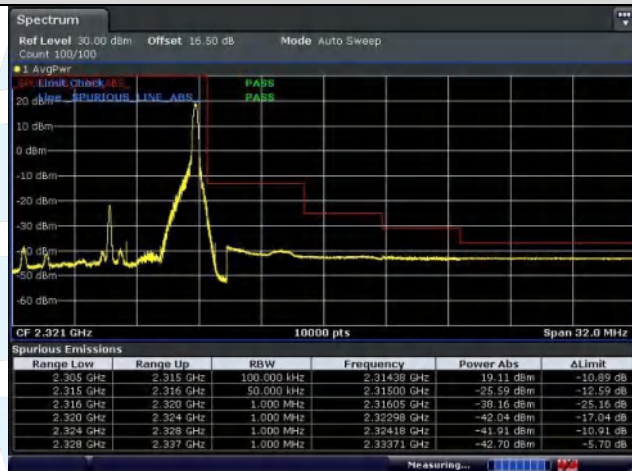 Spectrum
Ref Level 30.00 dBm Offset 16.50 dB Mode Auto Sweep
Count 100/100
1 AvgPwr
Limit Check PASS
Line _SPURIOUS_LINE_ABS_ PASS
20 dBm
10 dBm
0 dBm
-10 dBm
-20 dBm
-30 dBm
-40 dBm
-50 dBm
-60 dBm
CF 2.321 GHz 10000 pts Span 32.0 MHz
Spurious Emissions
Range Low Range Up RBW Frequency Power Abs ΔLimit
2.305 GHz 2.315 GHz 100.000 kHz 2.31438 GHz 19.11 dBm -10.89 dB
2.315 GHz 2.316 GHz 50.000 kHz 2.31500 GHz -25.59 dBm -12.59 dB
2.316 GHz 2.320 GHz 1.000 MHz 2.31605 GHz -38.16 dBm -25.16 dB
2.320 GHz 2.324 GHz 1.000 MHz 2.32298 GHz -42.04 dBm -17.04 dB
2.324 GHz 2.328 GHz 1.000 MHz 2.32418 GHz -41.91 dBm -10.91 dB
2.328 GHz 2.337 GHz 1.000 MHz 2.33371 GHz -42.70 dBm -5.70 dB
Measuring...